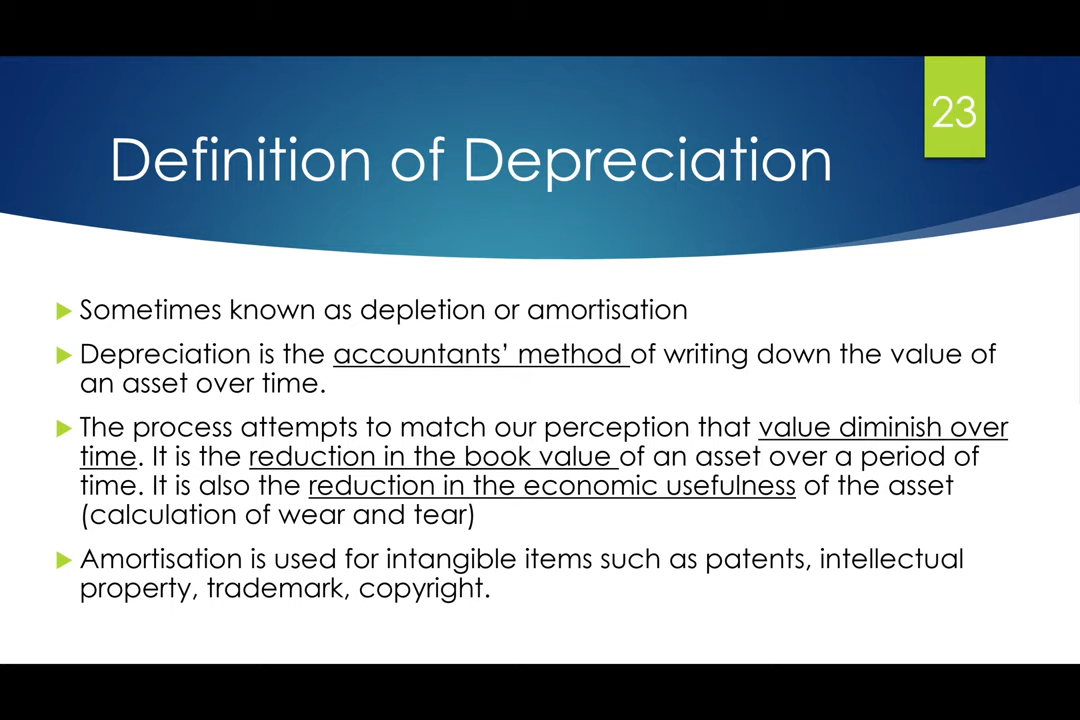 23
Definition of Depreciation
Sometimes known as depletion or amortisation
Depreciation is the accountants’ method of writing down the value of
an asset over time.
The process attempts to match our perception that value diminish over
time. It is the reduction in the book value of an asset over a period of
time. It is also the reduction in the economic usefulness of the asset
(calculation of wear and tear)
Amortisation is used for intangible items such as patents, intellectual
property, trademark, copyright.